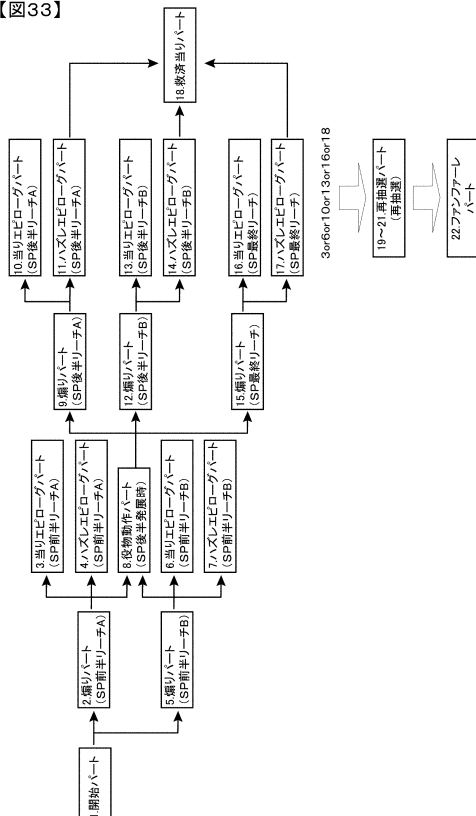 【図33】
1.開始パート
2.煽りパート
(SP前半リーチA)
5.煽りパート
(SP前半リーチB)
3.当りエピローグパート
(SP前半リーチA)
4.ハズレエピローグパート
(SP前半リーチA)
8.役物動作パート
(SP後半発展時)
6.当りエピローグパート
(SP前半リーチB)
7.ハズレエピローグパート
(SP前半リーチB)
9.煽りパート
(SP後半リーチA)
12.煽りパート
(SP後半リーチB)
15.煽りパート
(SP最終リーチ)
10.当りエピローグパート
(SP後半リーチA)
11.ハズレエピローグパート
(SP後半リーチA)
13.当りエピローグパート
(SP後半リーチB)
14.ハズレエピローグパート
(SP後半リーチB)
16.当りエピローグパート
(SP最終リーチ)
17.ハズレエピローグパート
(SP最終リーチ)
18.救済当りパート
3or6or10or13or16or18
19～21.再抽選パート
(再抽選)
22.ファンファーレ
パート